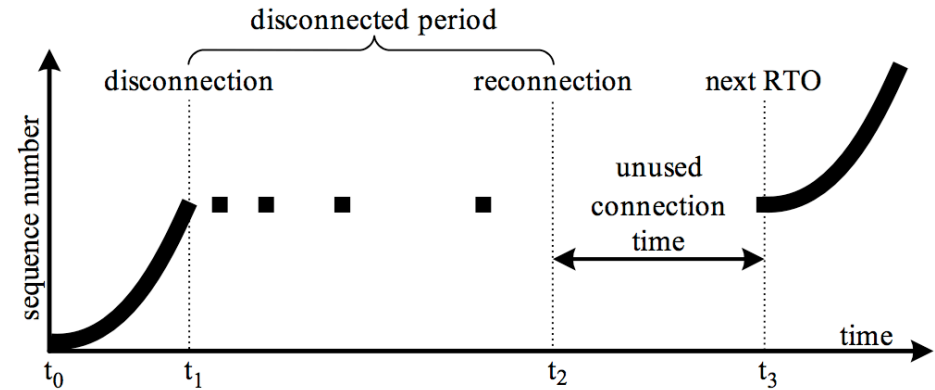 disconnected period
disconnection
reconnection
next RTO
sequence number
unused
connection
time
time
t0
t1
t2
t3